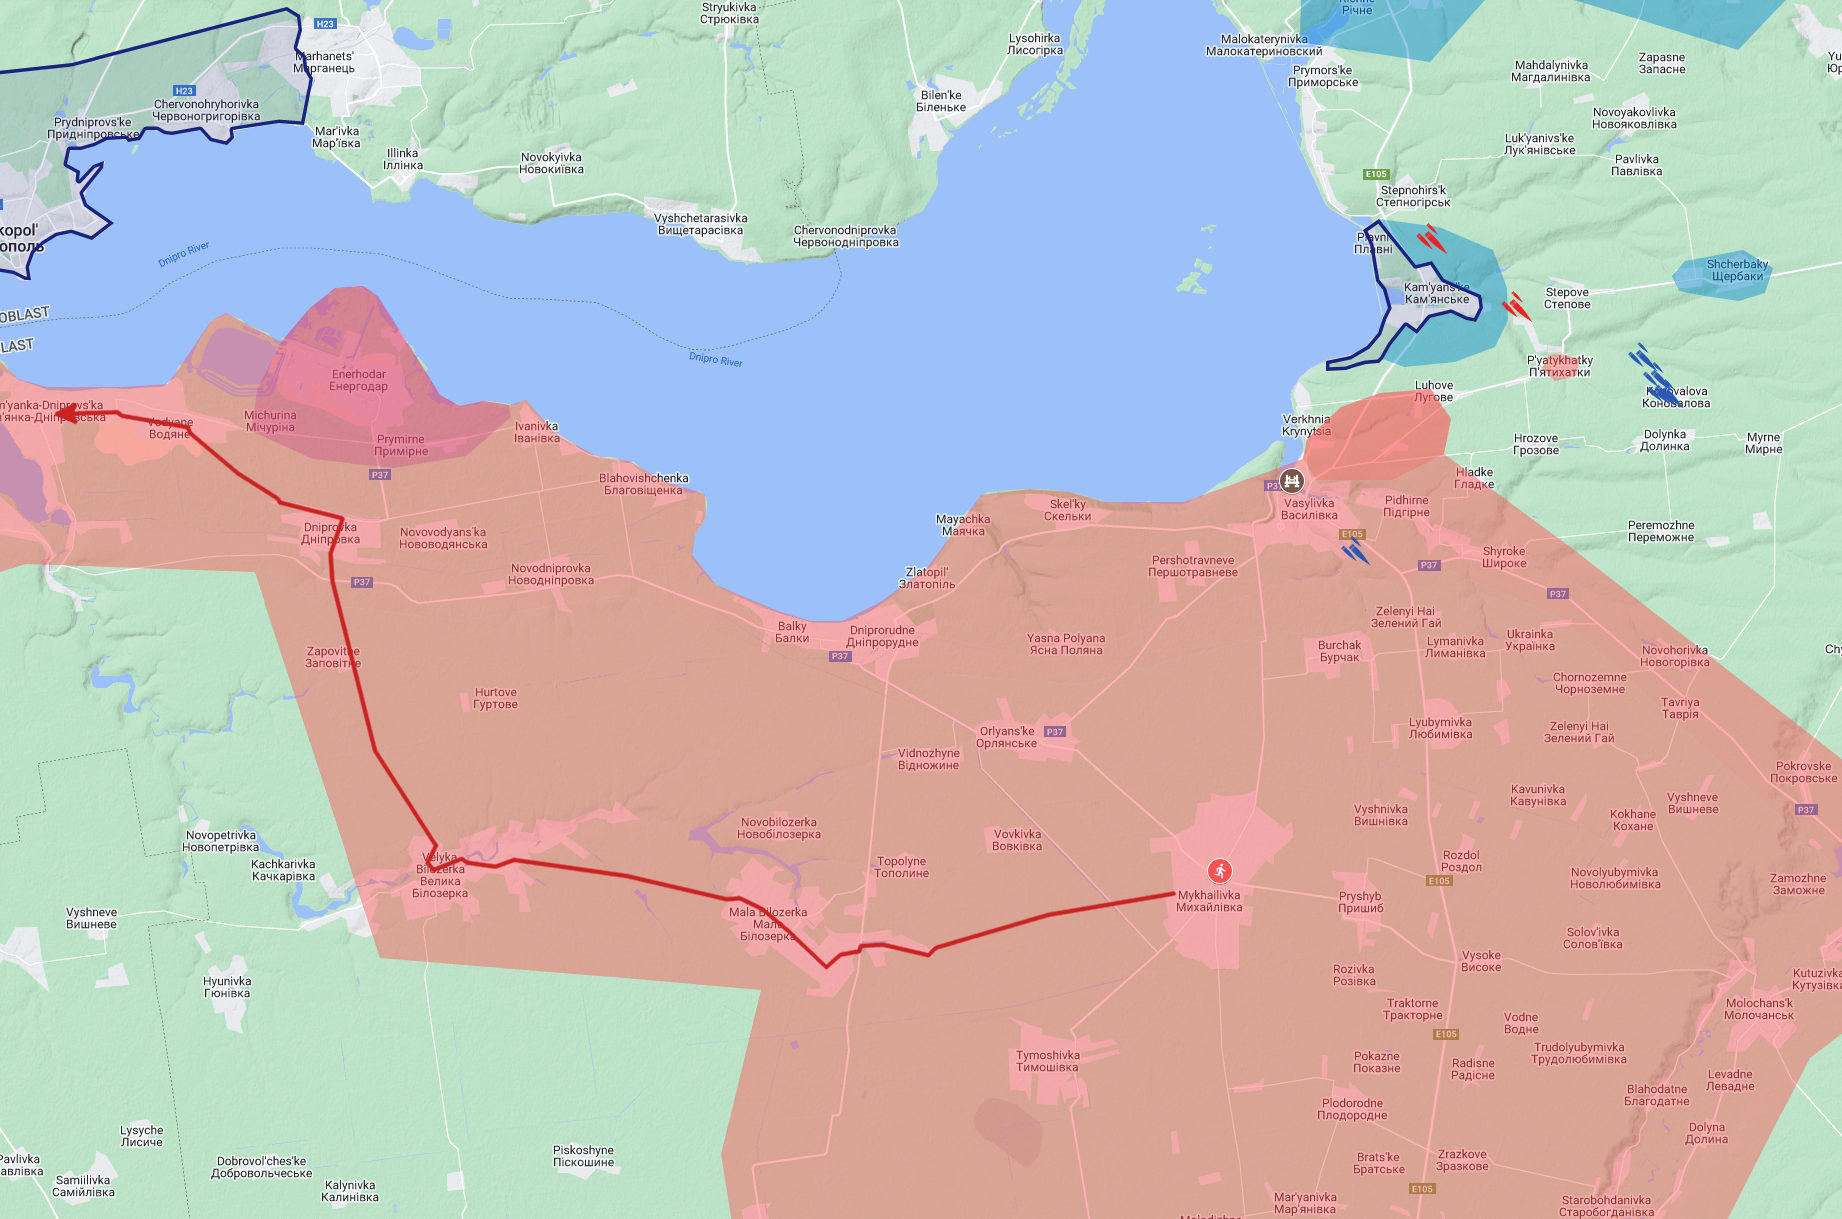 Stryukivka
Стрюківка
Річне
H23
Marhanets'
Марганець
Lysohirka
Лисогірка
Malokaterynivka
Малокатериновский
Prymors'ke
Приморське
Mahdalynivka
Магдалинівка
Zapasne
Запасне
H23
Chervonohryhorivka
Червоногригорівка
Bilen'ke
Біленьке
Novoyakovlivka
Новояковлівка
Prydniprovs'ke
Придніпровське
Mar'ivka
Мар'ївка
Illinka
Іллінка
Novokyivka
Новокиївка
Luk'yanivs'ke
Лук'янівське
Pavlivka
Павлівка
E105
Stepnohirs'k
Степногірськ
kopol'
ополь
Vyshchetarasivka
Вищетарасівка
Chervonodniprovka
Червонодніпровка
Plavni
Плавні
Dnipro River
Shcherbaky
Щербаки
Kam'yans'ke
Кам'янське
Stepove
Степове
OBLAST
LAST
Dnipro River
Enerhodar
Енергодар
P'yatykhatky
П'ятихатки
Luhove
Лугове
Konovalova
Коновалова
m'yanka-Dniprovs'ka
м'янка-Дніпровська
Vodyane
Водяне
Michurina
Мічуріна
Ivanivka
Іванівка
Prymirne
Примірне
Verkhnia
Krynytsia
Hrozove
Грозове
Dolynka
Долинка
Myrne
Мирне
P37
Blahovishchenka
Благовіщенка
Hladke
Гладке
P37
Vasylivka
Василівка
Pidhirne
Підгірне
Skel'ky
Скельки
Mayachka
Маячка
Dniprovka
Дніпровка
Novovodyans'ka
Нововодянська
E105
Peremozhne
Переможне
Shyroke
Широке
Pershotravneve
Першотравневе
P37
Novodniprovka
Новодніпровка
Zlatopil'
Златопіль
P37
P37
Zelenyi Hai
Зелений Гай
Balky
Балки
Dniprorudne
Дніпрорудне
P37
Yasna Polyana
Ясна Поляна
Burchak
Бурчак
Lymanivka
Лиманівка
Ukrainka
Українка
Novohorivka
Новогорівка
Zapovitne
Заповітне
Chornozemne
Чорноземне
Hurtove
Гуртове
Tavriya
Таврія
Orlyans'ke
Орлянське
P37
Lyubymivka
Любимівка
Zelenyi Hai
Зелений Гай
Vidnozhyne
Відножине
Pokrovske
Покровське
Kavunivka
Кавунівка
Vyshneve
Вишневе
P37
Vyshnivka
Вишнівка
Kokhane
Кохане
Novopetrivka
Новопетрівка
Novobilozerka
Новобілозерка
Vovkivka
Вовківка
Kachkarivka
Качкарівка
Velyka
Bilozerka
Велика
Білозерка
Topolyne
Тополине
Rozdol
Роздол
E105
Novolyubymivka
Новолюбимівка
Zamozhne
Заможне
Mykhailivka
Михайлівка
Pryshyb
Пришиб
Vyshneve
Вишневе
Mala Bilozerka
Мала
Білозерка
Solov'ivka
Солов'ївка
Vysoke
Високе
Hyunivka
Гюнівка
Rozivka
Розівка
Kutuzivka
Кутузівка
Traktorne
Тракторне
Vodne
Водне
Molochans'k
Молочанськ
E105
Tymoshivka
Тимошівка
Pokazne
Показне
Radisne
Радісне
Trudolyubymivka
Трудолюбимівка
Levadne
Левадне
Blahodatne
Благодатне
Plodorodne
Плодородне
Lysyche
Лисиче
Dolyna
Долина
Pavlivka
авлівка
Samiilivka
Самійлівка
Dobrovol'ches'ke
Добровольчеське
Kalynivka
Калинівка
Piskoshyne
Піскошине
Brats'ke
Братське
Zrazkove
Зразкове
E105
Mar'yanivka
Мар'янівка
Starobohdanivka
Старобогданівка